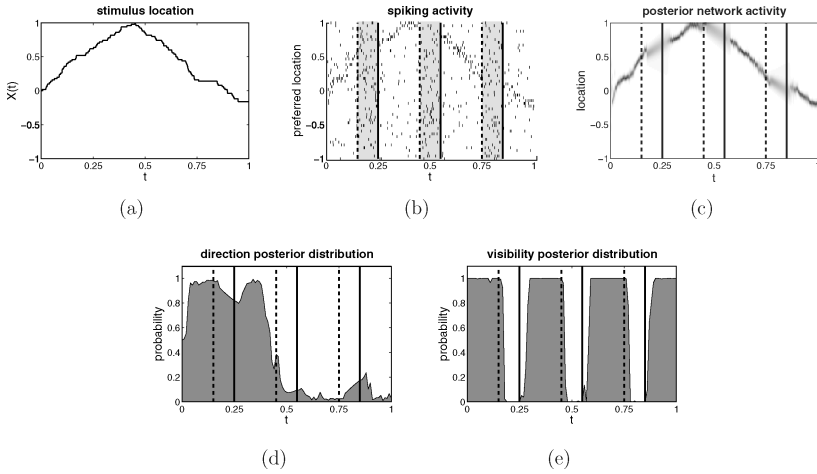 stimulus location
1
0.5
0
−0.5
−1
0
0.25
0.5
0.75
1
X(t)
t
(a)
spiking activity
1
0.5
0
−0.5
−1
0
0.25
0.5
0.75
1
preferred location
t
(b)
posterior network activity
1
0.5
0
−0.5
−1
0
0.25
0.5
0.75
1
location
t
(c)
direction posterior distribution
1
0.8
0.6
0.4
0.2
0
0
0.25
0.5
0.75
1
probability
t
(d)
visibility posterior distribution
1
0.8
0.6
0.4
0.2
0
0
0.25
0.5
0.75
1
probability
t
(e)